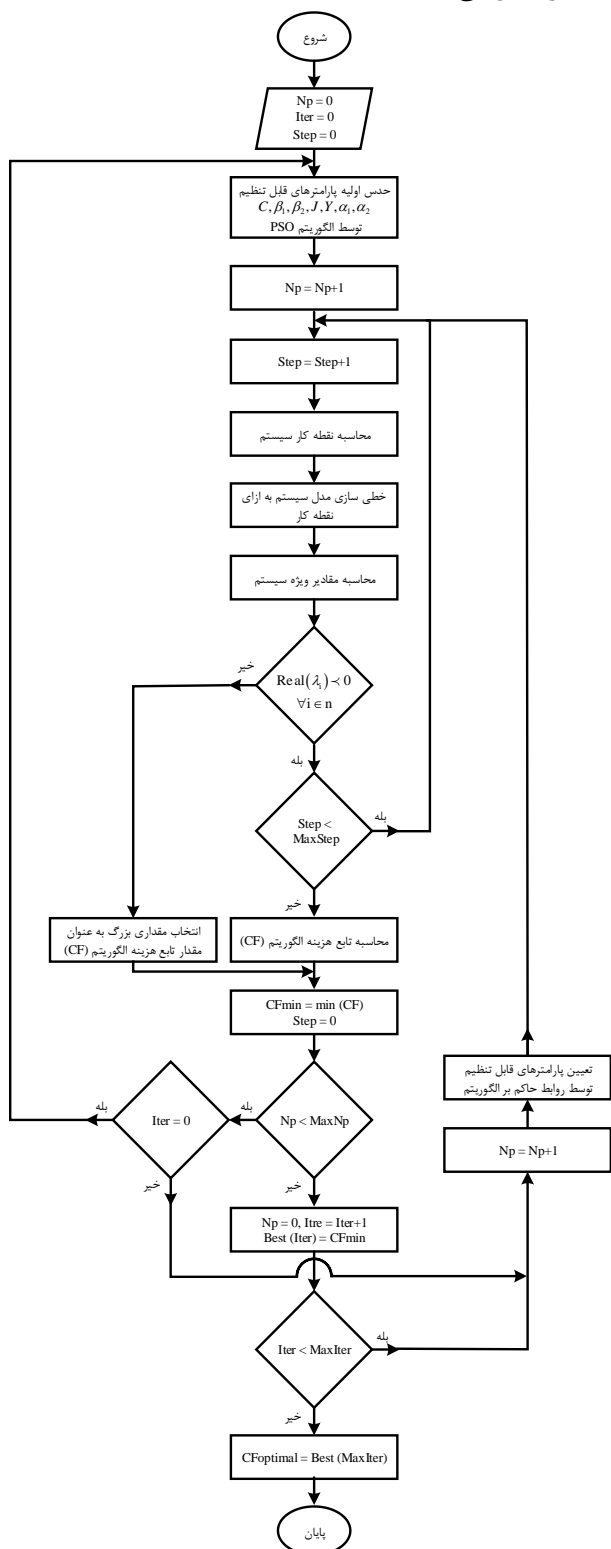 شروع
Np = 0
Iter = 0
Step = 0
حدس اولیه پارامترهای قابل تنظیم
C, β₁, β₂, J, Y, α₁, α₂
توسط الگوریتم PSO
Np = Np+1
Step = Step+1
محاسبه نقطه کار سیستم
خطی سازی مدل سیستم به ازای
نقطه کار
محاسبه مقادیر ویژه سیستم
Real(λᵢ) ≺ 0
∀i ∈ n
خیر
بله
Step <
MaxStep
بله
خیر
انتخاب مقداری بزرگ به عنوان
مقدار تابع هزینه الگوریتم (CF)
محاسبه تابع هزینه الگوریتم (CF)
CFmin = min (CF)
Step = 0
تعیین پارامترهای قابل تنظیم
توسط روابط حاکم بر الگوریتم
Np = Np+1
Np < MaxNp
بله
خیر
Iter = 0
بله
خیر
Np = 0, Itre = Iter+1
Best (Iter) = CFmin
Iter < MaxIter
بله
خیر
CFoptimal = Best (MaxIter)
پایان